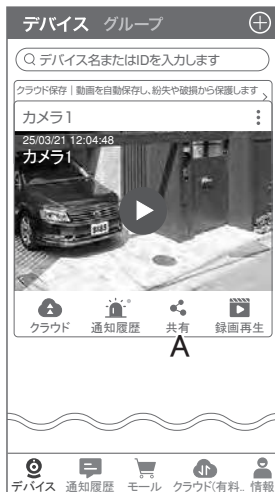 デバイス グループ
デバイス名またはIDを入力します
クラウド保存｜動画を自動保存し、紛失や破損から保護します
カメラ1
25/03/21 12:04:48
カメラ1
クラウド 通知履歴 共有 録画再生
A
デバイス 通知履歴 モール クラウド(有料.. 情報